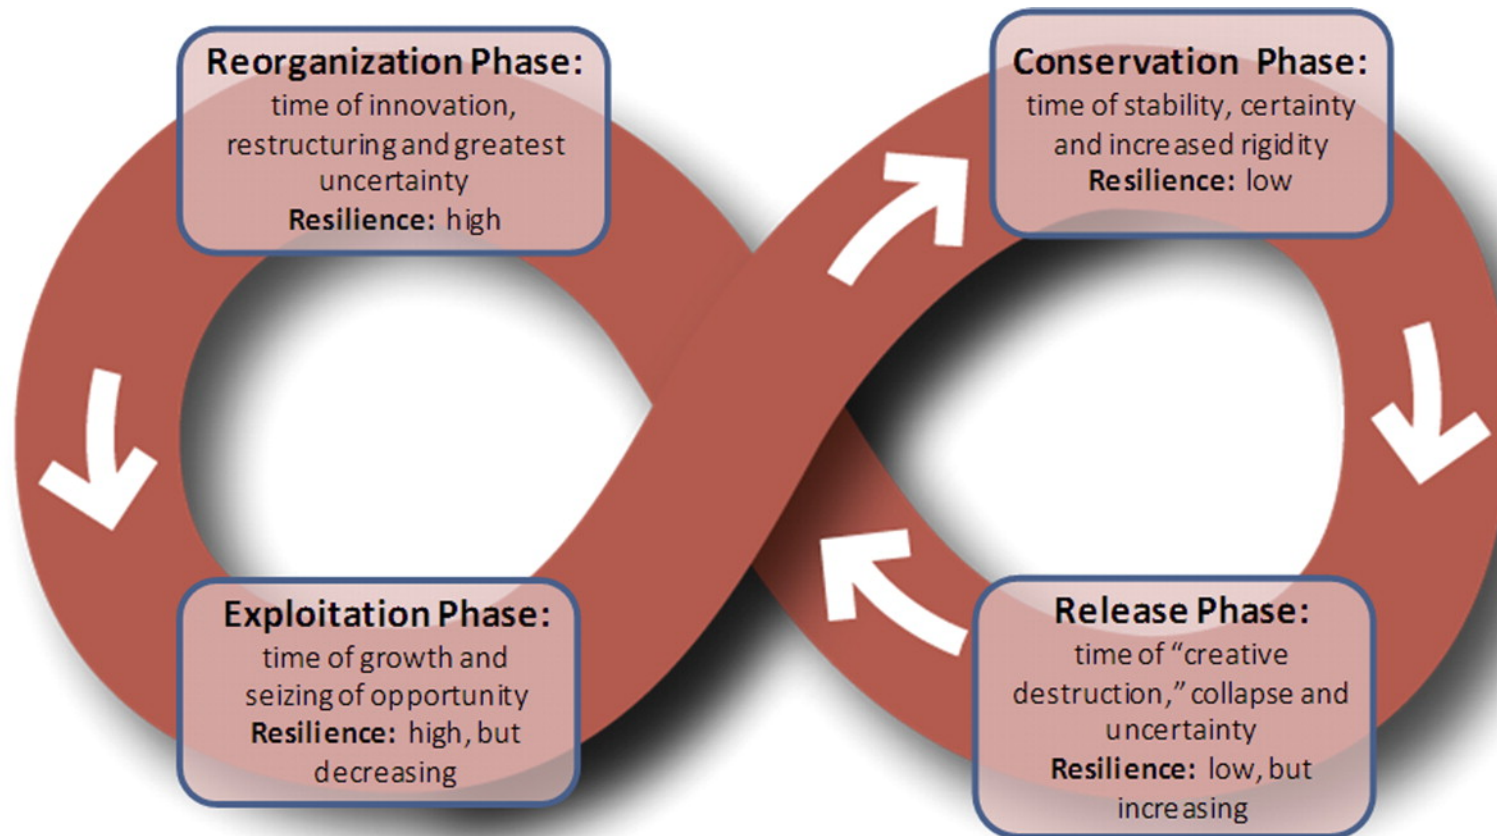 Reorganization Phase:
time of innovation,
restructuring and greatest
uncertainty
Resilience: high
Conservation Phase:
time of stability, certainty
and increased rigidity
Resilience: low
Exploitation Phase:
time of growth and
seizing of opportunity
Resilience: high, but
decreasing
Release Phase:
time of “creative
destruction,” collapse and
uncertainty
Resilience: low, but
increasing